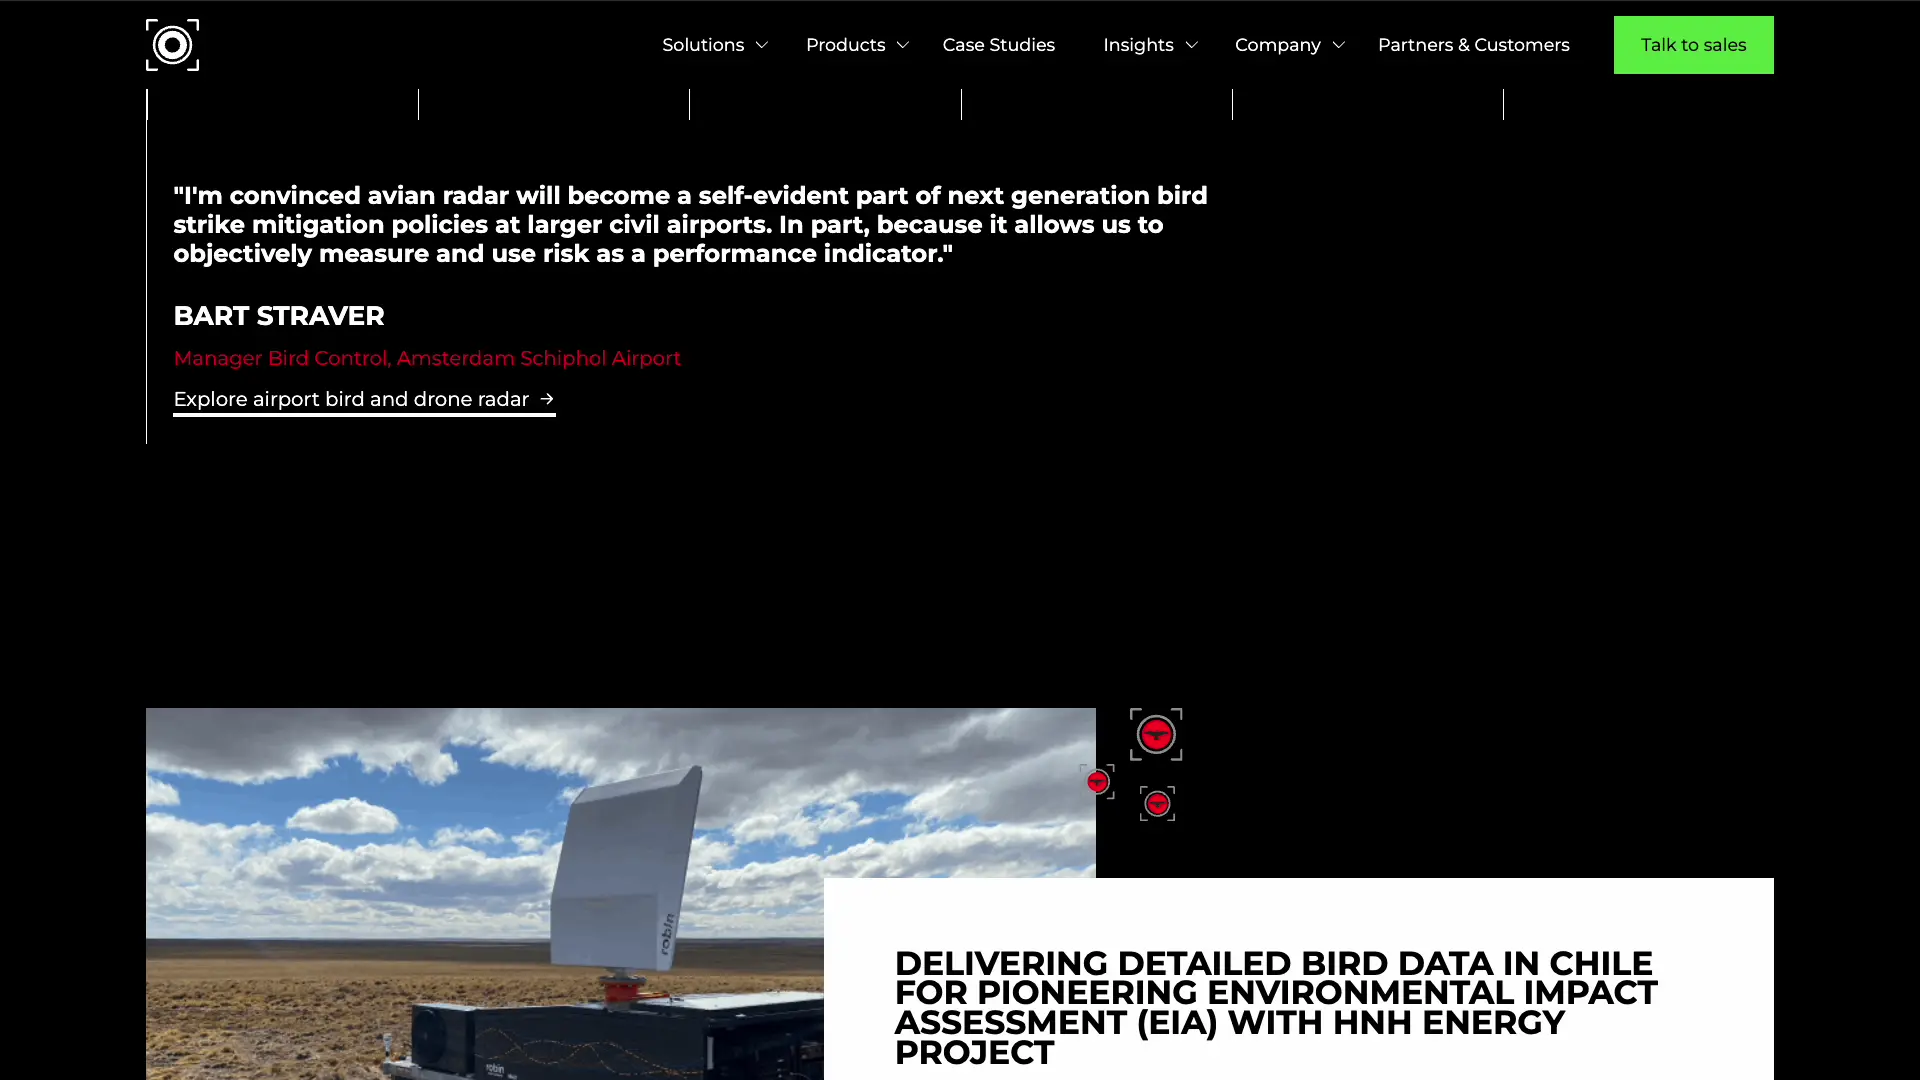 Solutions
Products
Case Studies
Insights
Company
Partners & Customers
Talk to sales
"I'm convinced avian radar will become a self-evident part of next generation bird
strike mitigation policies at larger civil airports. In part, because it allows us to
objectively measure and use risk as a performance indicator."
BART STRAVER
Manager Bird Control, Amsterdam Schiphol Airport
Explore airport bird and drone radar →
robin
robin
DELIVERING DETAILED BIRD DATA IN CHILE
FOR PIONEERING ENVIRONMENTAL IMPACT
ASSESSMENT (EIA) WITH HNH ENERGY
PROJECT